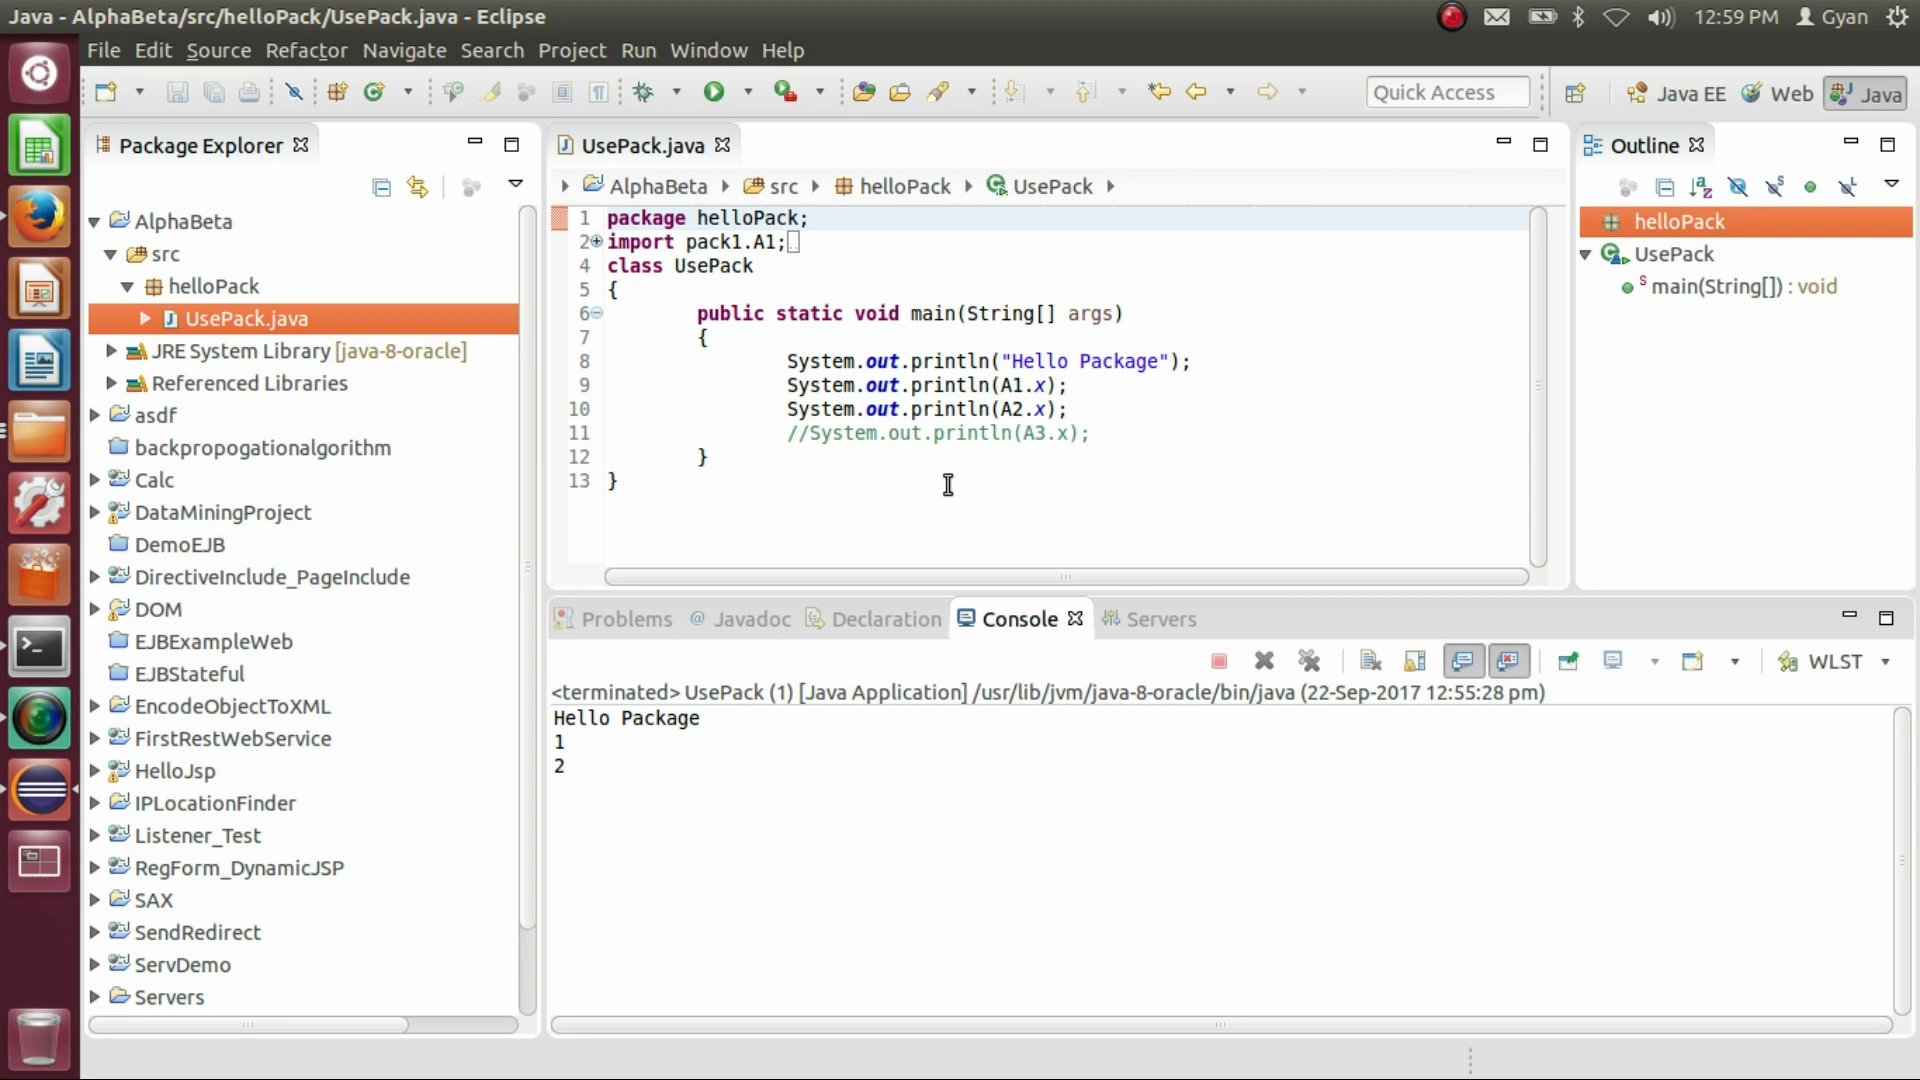 Java - AlphaBeta/src/helloPack/UsePack.java - Eclipse
12:59 PM Gyan
File Edit Source Refactor Navigate Search Project Run Window Help
Quick Access
Java EE Web Java
Package Explorer
AlphaBeta
src
helloPack
UsePack.java
JRE System Library [java-8-oracle]
Referenced Libraries
asdf
backpropogationalgorithm
Calc
DataMiningProject
DemoEJB
DirectiveInclude_PageInclude
DOM
EJBExampleWeb
EJBStateful
EncodeObjectToXML
FirstRestWebService
HelloJsp
IPLocationFinder
Listener_Test
RegForm_DynamicJSP
SAX
SendRedirect
ServDemo
Servers
UsePack.java
AlphaBeta src helloPack UsePack
1 package helloPack;
2 import pack1.A1;
4 class UsePack
5 {
6 public static void main(String[] args)
7 {
8 System.out.println("Hello Package");
9 System.out.println(A1.x);
10 System.out.println(A2.x);
11 //System.out.println(A3.x);
12 }
13 }
Outline
helloPack
UsePack
main(String[]) : void
Problems @ Javadoc Declaration Console Servers
WLST
<terminated> UsePack (1) [Java Application] /usr/lib/jvm/java-8-oracle/bin/java (22-Sep-2017 12:55:28 pm)
Hello Package
1
2